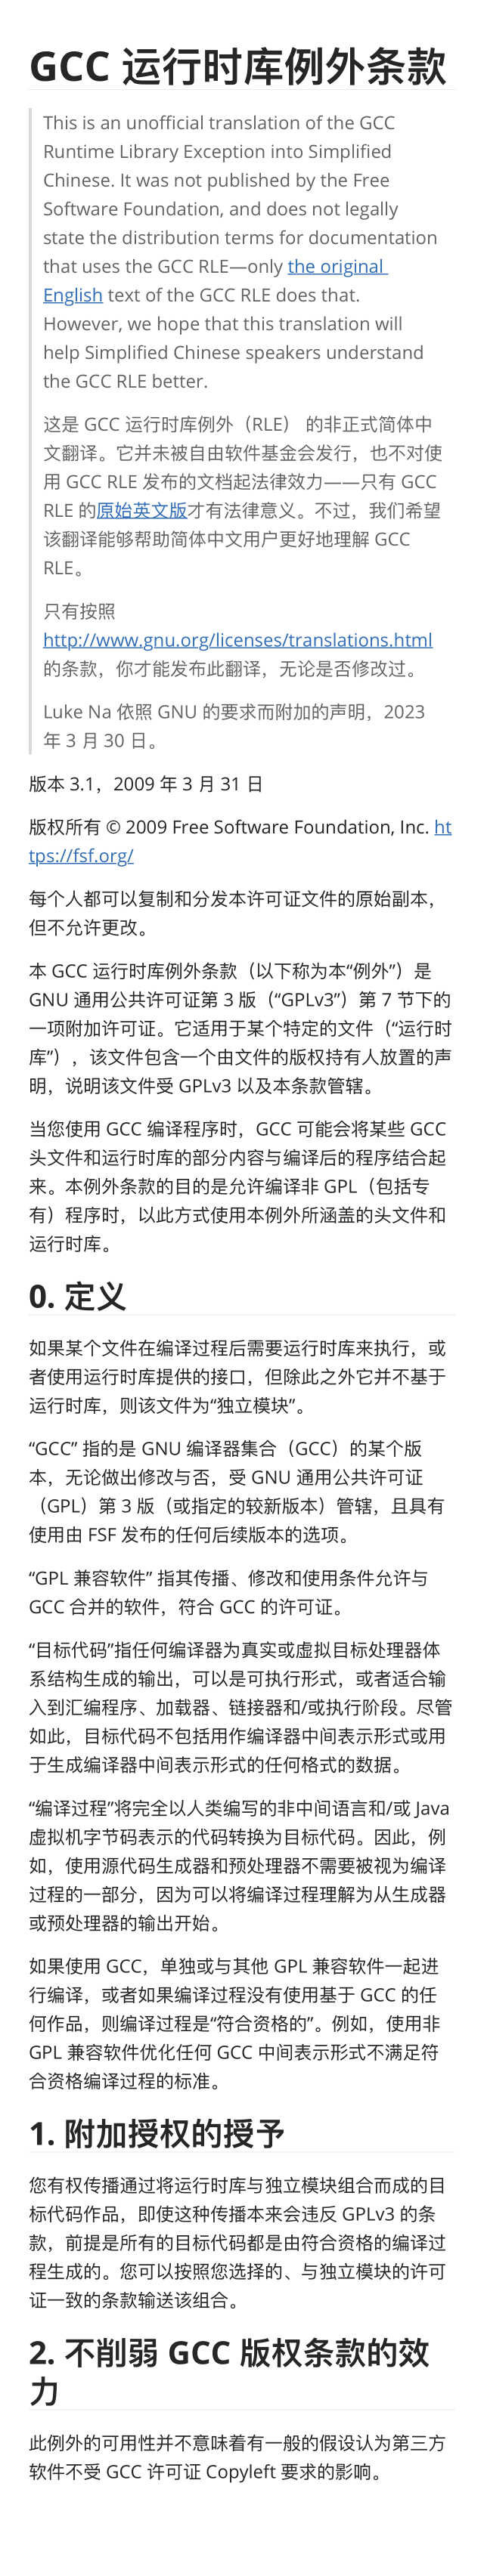 GCC 运行时库例外条款
This is an unofficial translation of the GCC
Runtime Library Exception into Simplified
Chinese. It was not published by the Free
Software Foundation, and does not legally
state the distribution terms for documentation
that uses the GCC RLE—only the original
English text of the GCC RLE does that.
However, we hope that this translation will
help Simplified Chinese speakers understand
the GCC RLE better.
这是 GCC 运行时库例外（RLE） 的非正式简体中
文翻译。它并未被自由软件基金会发行，也不对使
用 GCC RLE 发布的文档起法律效力——只有 GCC
RLE 的原始英文版才有法律意义。不过，我们希望
该翻译能够帮助简体中文用户更好地理解 GCC
RLE。
只有按照
http://www.gnu.org/licenses/translations.html
的条款，你才能发布此翻译，无论是否修改过。
Luke Na 依照 GNU 的要求而附加的声明，2023
年 3 月 30 日。
版本 3.1，2009 年 3 月 31 日
版权所有 © 2009 Free Software Foundation, Inc. ht
tps://fsf.org/
每个人都可以复制和分发本许可证文件的原始副本，
但不允许更改。
本 GCC 运行时库例外条款（以下称为本“例外”）是
GNU 通用公共许可证第 3 版（“GPLv3”）第 7 节下的
一项附加许可证。它适用于某个特定的文件（“运行时
库”），该文件包含一个由文件的版权持有人放置的声
明，说明该文件受 GPLv3 以及本条款管辖。
当您使用 GCC 编译程序时，GCC 可能会将某些 GCC
头文件和运行时库的部分内容与编译后的程序结合起
来。本例外条款的目的是允许编译非 GPL（包括专
有）程序时，以此方式使用本例外所涵盖的头文件和
运行时库。
0. 定义
如果某个文件在编译过程后需要运行时库来执行，或
者使用运行时库提供的接口，但除此之外它并不基于
运行时库，则该文件为“独立模块”。
“GCC” 指的是 GNU 编译器集合（GCC）的某个版
本，无论做出修改与否，受 GNU 通用公共许可证
（GPL）第 3 版（或指定的较新版本）管辖，且具有
使用由 FSF 发布的任何后续版本的选项。
“GPL 兼容软件” 指其传播、修改和使用条件允许与
GCC 合并的软件，符合 GCC 的许可证。
“目标代码”指任何编译器为真实或虚拟目标处理器体
系结构生成的输出，可以是可执行形式，或者适合输
入到汇编程序、加载器、链接器和/或执行阶段。尽管
如此，目标代码不包括用作编译器中间表示形式或用
于生成编译器中间表示形式的任何格式的数据。
“编译过程”将完全以人类编写的非中间语言和/或 Java
虚拟机字节码表示的代码转换为目标代码。因此，例
如，使用源代码生成器和预处理器不需要被视为编译
过程的一部分，因为可以将编译过程理解为从生成器
或预处理器的输出开始。
如果使用 GCC，单独或与其他 GPL 兼容软件一起进
行编译，或者如果编译过程没有使用基于 GCC 的任
何作品，则编译过程是“符合资格的”。例如，使用非
GPL 兼容软件优化任何 GCC 中间表示形式不满足符
合资格编译过程的标准。
1. 附加授权的授予
您有权传播通过将运行时库与独立模块组合而成的目
标代码作品，即使这种传播本来会违反 GPLv3 的条
款，前提是所有的目标代码都是由符合资格的编译过
程生成的。您可以按照您选择的、与独立模块的许可
证一致的条款输送该组合。
2. 不削弱 GCC 版权条款的效
力
此例外的可用性并不意味着有一般的假设认为第三方
软件不受 GCC 许可证 Copyleft 要求的影响。